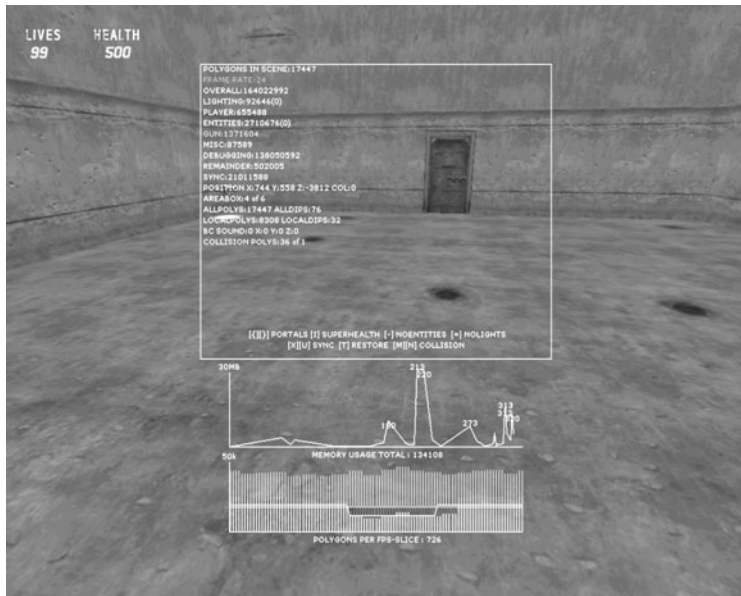 LIVES HEALTH
99 500
POLYGONS IN SCENE:17447
FRAME RATE:24
OVERALL:164022992
LIGHTING:92646(0)
PLAYER:655488
ENTITIES:2710676(0)
GUN:1371604
MISC:87589
DEBUGGING:138050592
REMAINDER:502005
SYNC:21011588
POSITION X:744 Y:558 Z:-3812 COL:0
AREABOX:4 of 6
ALLPOLYS:17447 ALLDIPS:76
LOCALPOLYS:8308 LOCALDIPS:32
BC SOUND:0 X:0 Y:0 Z:0
COLLISION POLYS:36 of 1
[{][}] PORTALS [I] SUPERHEALTH [-] NOENTITIES [=] NOLIGHTS
[X][U] SYNC [T] RESTORE [M][N] COLLISION
30MB
213
220
273
313
MEMORY USAGE TOTAL : 134108
50k
POLYGONS PER FPS-SLICE : 726